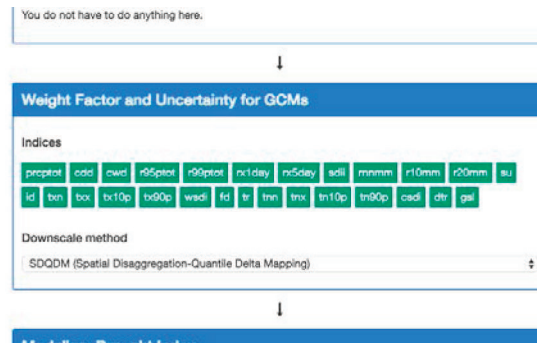 You do not have to do anything here.
↓
Weight Factor and Uncertainty for GCMs
Indices
prcptot cdd cwd r95ptot r99ptot rx1day rx5day sdii rnnmm r10mm r20mm su
id txn txx tx10p tx90p wsdi fd tr tnn tnx tn10p tn90p csdi dtr gsl
Downscale method
SDQDM (Spatial Disaggregation-Quantile Delta Mapping)
↓